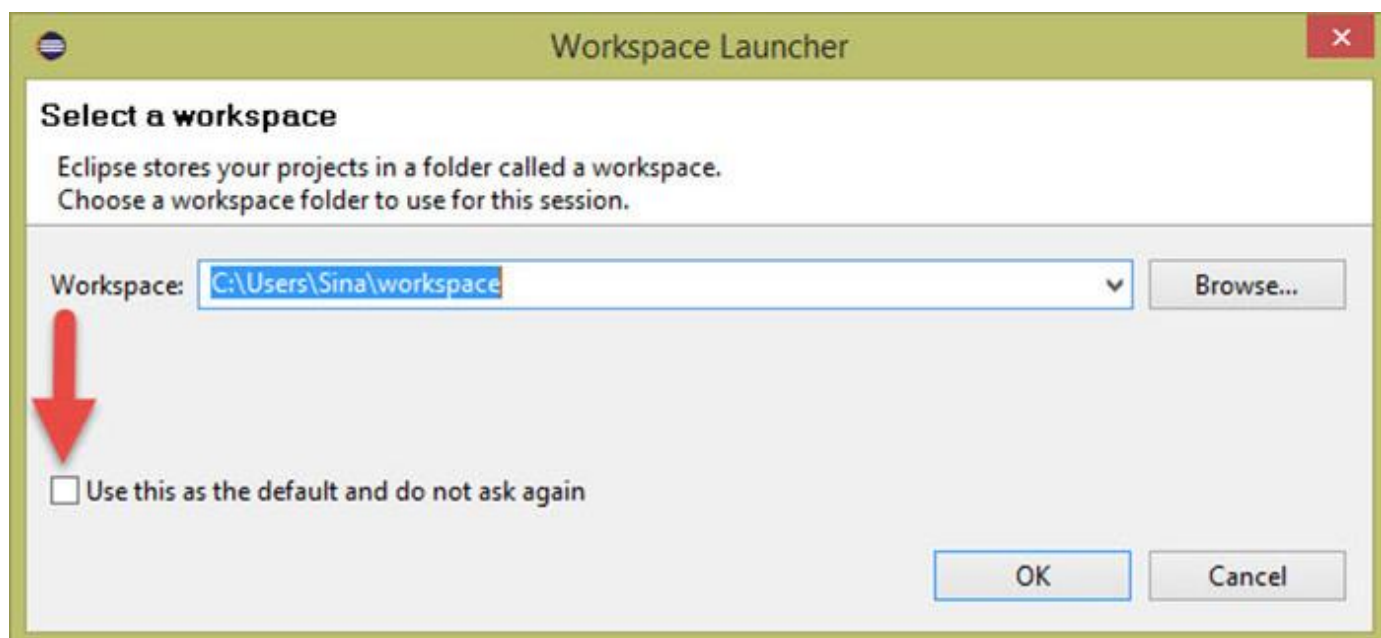 Workspace Launcher
Select a workspace
Eclipse stores your projects in a folder called a workspace.
Choose a workspace folder to use for this session.
Workspace: C:\Users\Sina\workspace Browse...
Use this as the default and do not ask again
OK Cancel